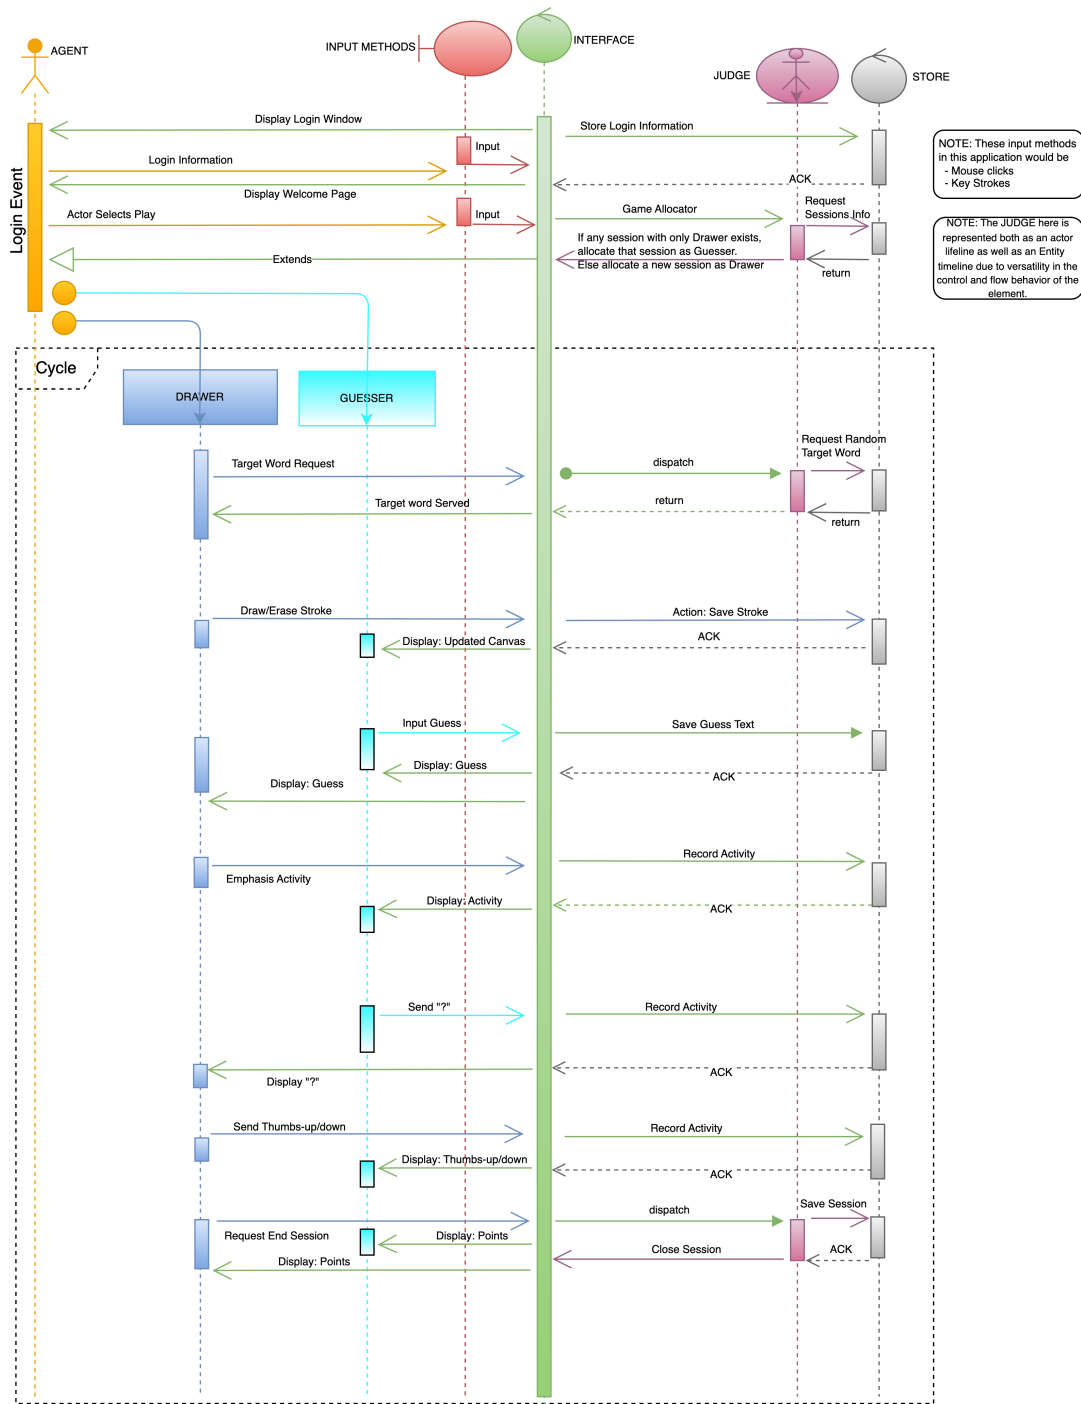 AGENT
INPUT METHODS
INTERFACE
JUDGE
STORE
Login Event
Display Login Window
Store Login Information
Input
Login Information
ACK
Display Welcome Page
Actor Selects Play
Input
Game Allocator
Request
Sessions Info
If any session with only Drawer exists,
allocate that session as Guesser.
Else allocate a new session as Drawer
Extends
return
NOTE: These input methods
in this application would be
- Mouse clicks
- Key Strokes
NOTE: The JUDGE here is
represented both as an actor
lifeline as well as an Entity
timeline due to versatility in the
control and flow behavior of the
element.
Cycle
DRAWER
GUESSER
Target Word Request
dispatch
Request Random
Target Word
Target word Served
return
return
Draw/Erase Stroke
Action: Save Stroke
Display: Updated Canvas
ACK
Input Guess
Save Guess Text
Display: Guess
ACK
Display: Guess
Emphasis Activity
Record Activity
Display: Activity
ACK
Send "?"
Record Activity
Display "?"
ACK
Send Thumbs-up/down
Record Activity
Display: Thumbs-up/down
ACK
Request End Session
dispatch
Save Session
Display: Points
Close Session
ACK
Display: Points